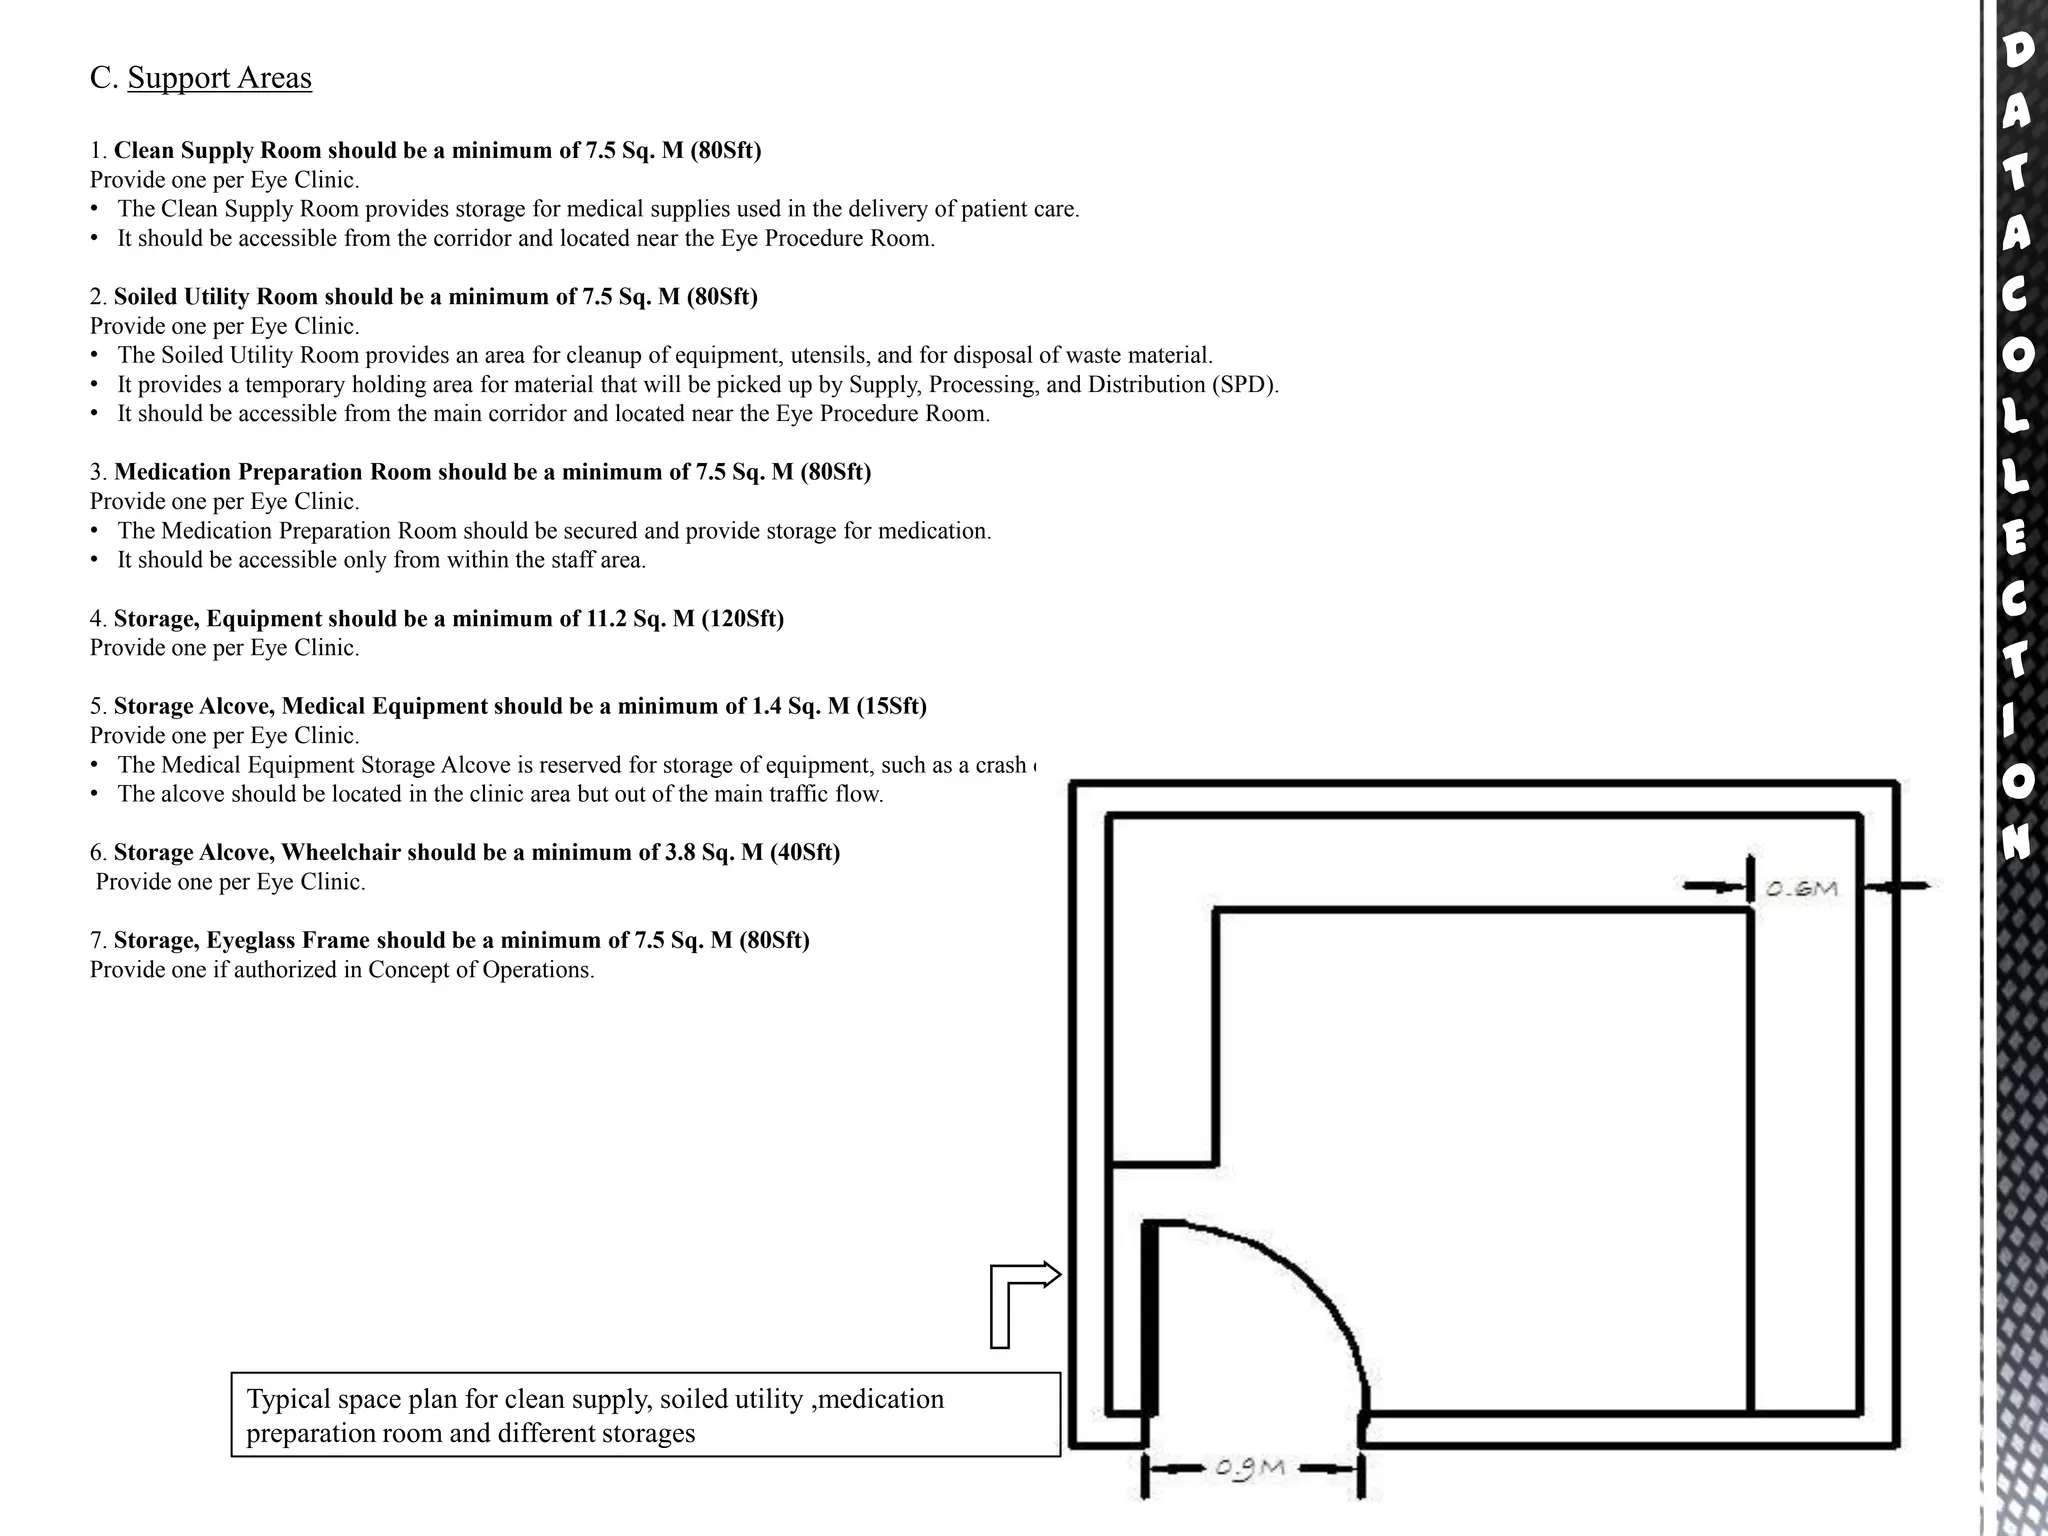 C. Support Areas
1. Clean Supply Room should be a minimum of 7.5 Sq. M (80Sft)
Provide one per Eye Clinic.
• The Clean Supply Room provides storage for medical supplies used in the delivery of patient care.
• It should be accessible from the corridor and located near the Eye Procedure Room.
2. Soiled Utility Room should be a minimum of 7.5 Sq. M (80Sft)
Provide one per Eye Clinic.
• The Soiled Utility Room provides an area for cleanup of equipment, utensils, and for disposal of waste material.
• It provides a temporary holding area for material that will be picked up by Supply, Processing, and Distribution (SPD).
• It should be accessible from the main corridor and located near the Eye Procedure Room.
3. Medication Preparation Room should be a minimum of 7.5 Sq. M (80Sft)
Provide one per Eye Clinic.
• The Medication Preparation Room should be secured and provide storage for medication.
• It should be accessible only from within the staff area.
4. Storage, Equipment should be a minimum of 11.2 Sq. M (120Sft)
Provide one per Eye Clinic.
5. Storage Alcove, Medical Equipment should be a minimum of 1.4 Sq. M (15Sft)
Provide one per Eye Clinic.
• The Medical Equipment Storage Alcove is reserved for storage of equipment, such as a crash
• The alcove should be located in the clinic area but out of the main traffic flow.
6. Storage Alcove, Wheelchair should be a minimum of 3.8 Sq. M (40Sft)
Provide one per Eye Clinic.
7. Storage, Eyeglass Frame should be a minimum of 7.5 Sq. M (80Sft)
Provide one if authorized in Concept of Operations.
0.6M
0.9M
Typical space plan for clean supply, soiled utility ,medication
preparation room and different storages
DATA COLLECTION